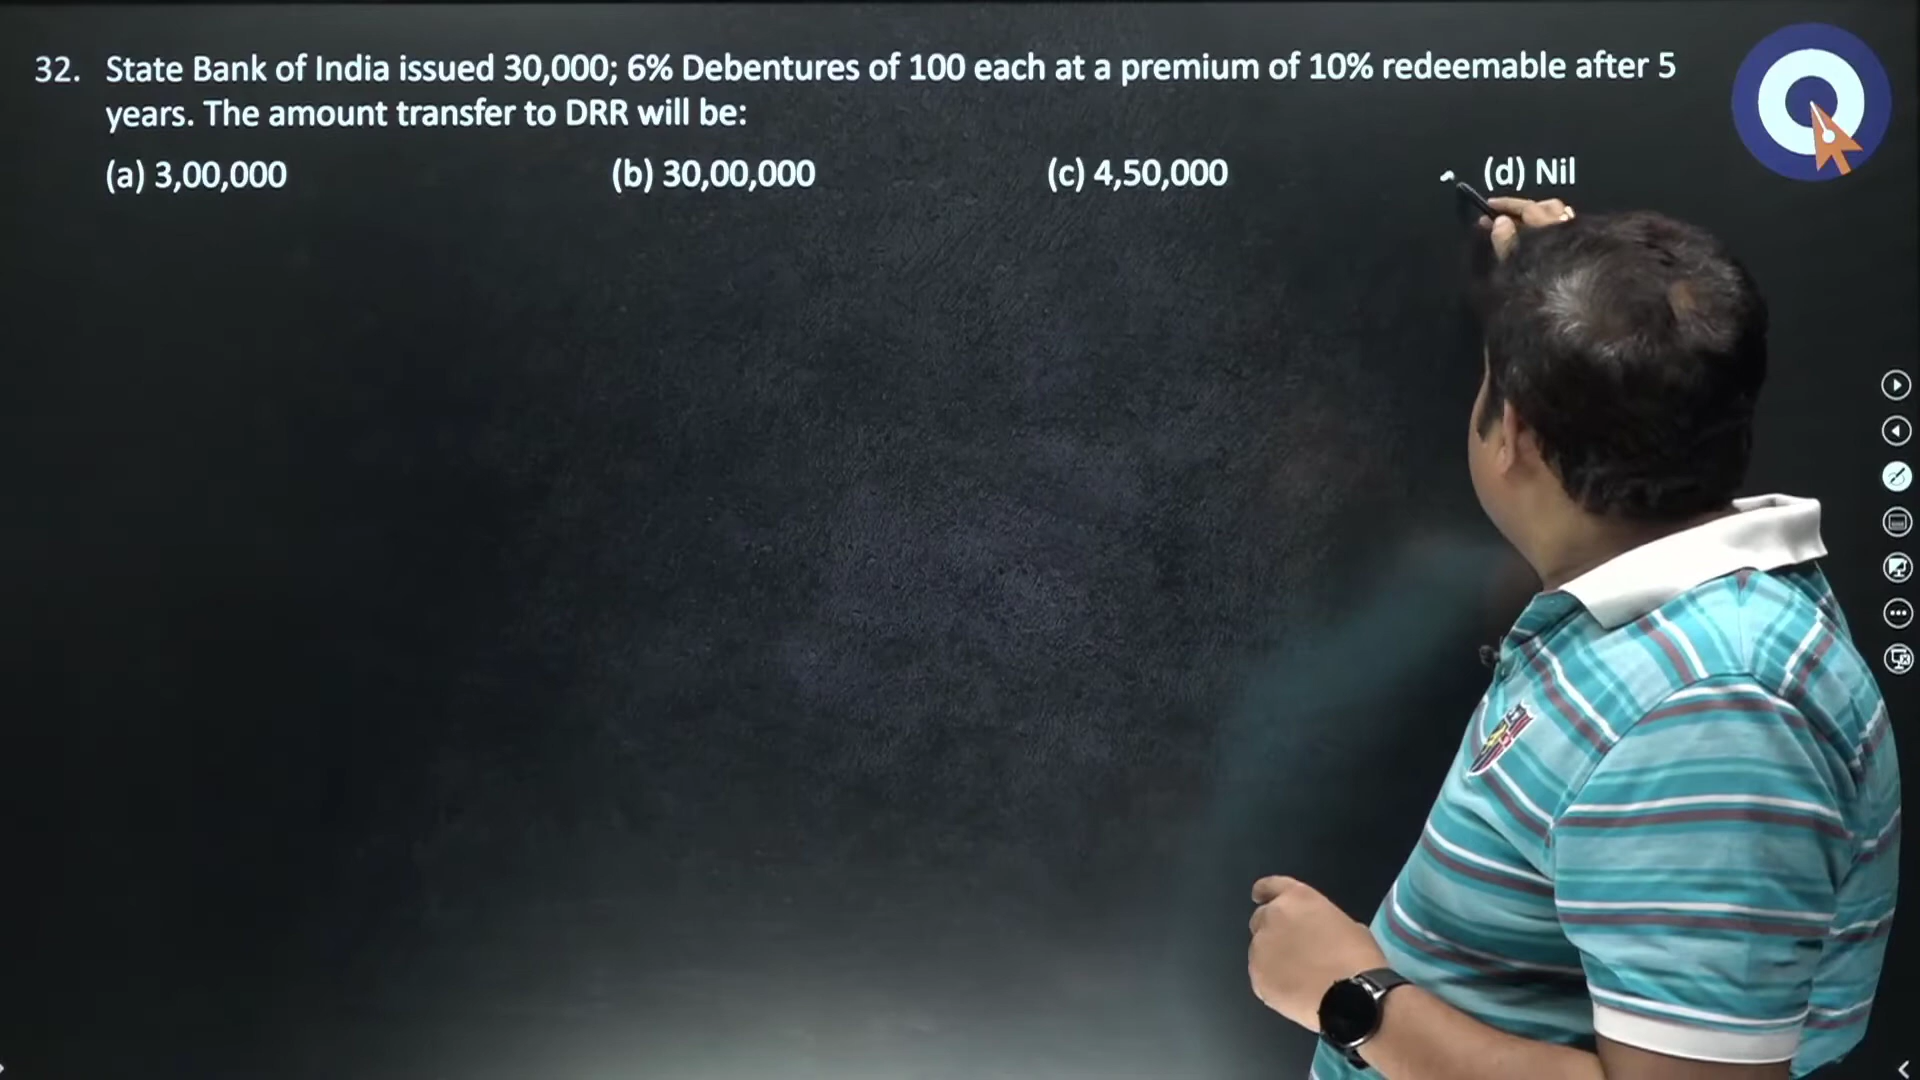 32. State Bank of India issued 30,000; 6% Debentures of 100 each at a premium of 10% redeemable after 5
years. The amount transfer to DRR will be:
(a) 3,00,000 (b) 30,00,000 (c) 4,50,000 (d) Nil